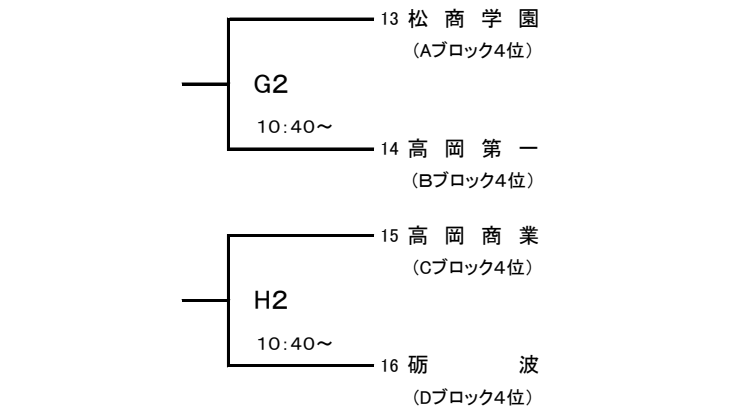 13 松商学園
（Aブロック4位）
G2
10:40～
14 高岡第一
（Bブロック4位）
15 高岡商業
（Cブロック4位）
H2
10:40～
16 砺波
（Dブロック4位）